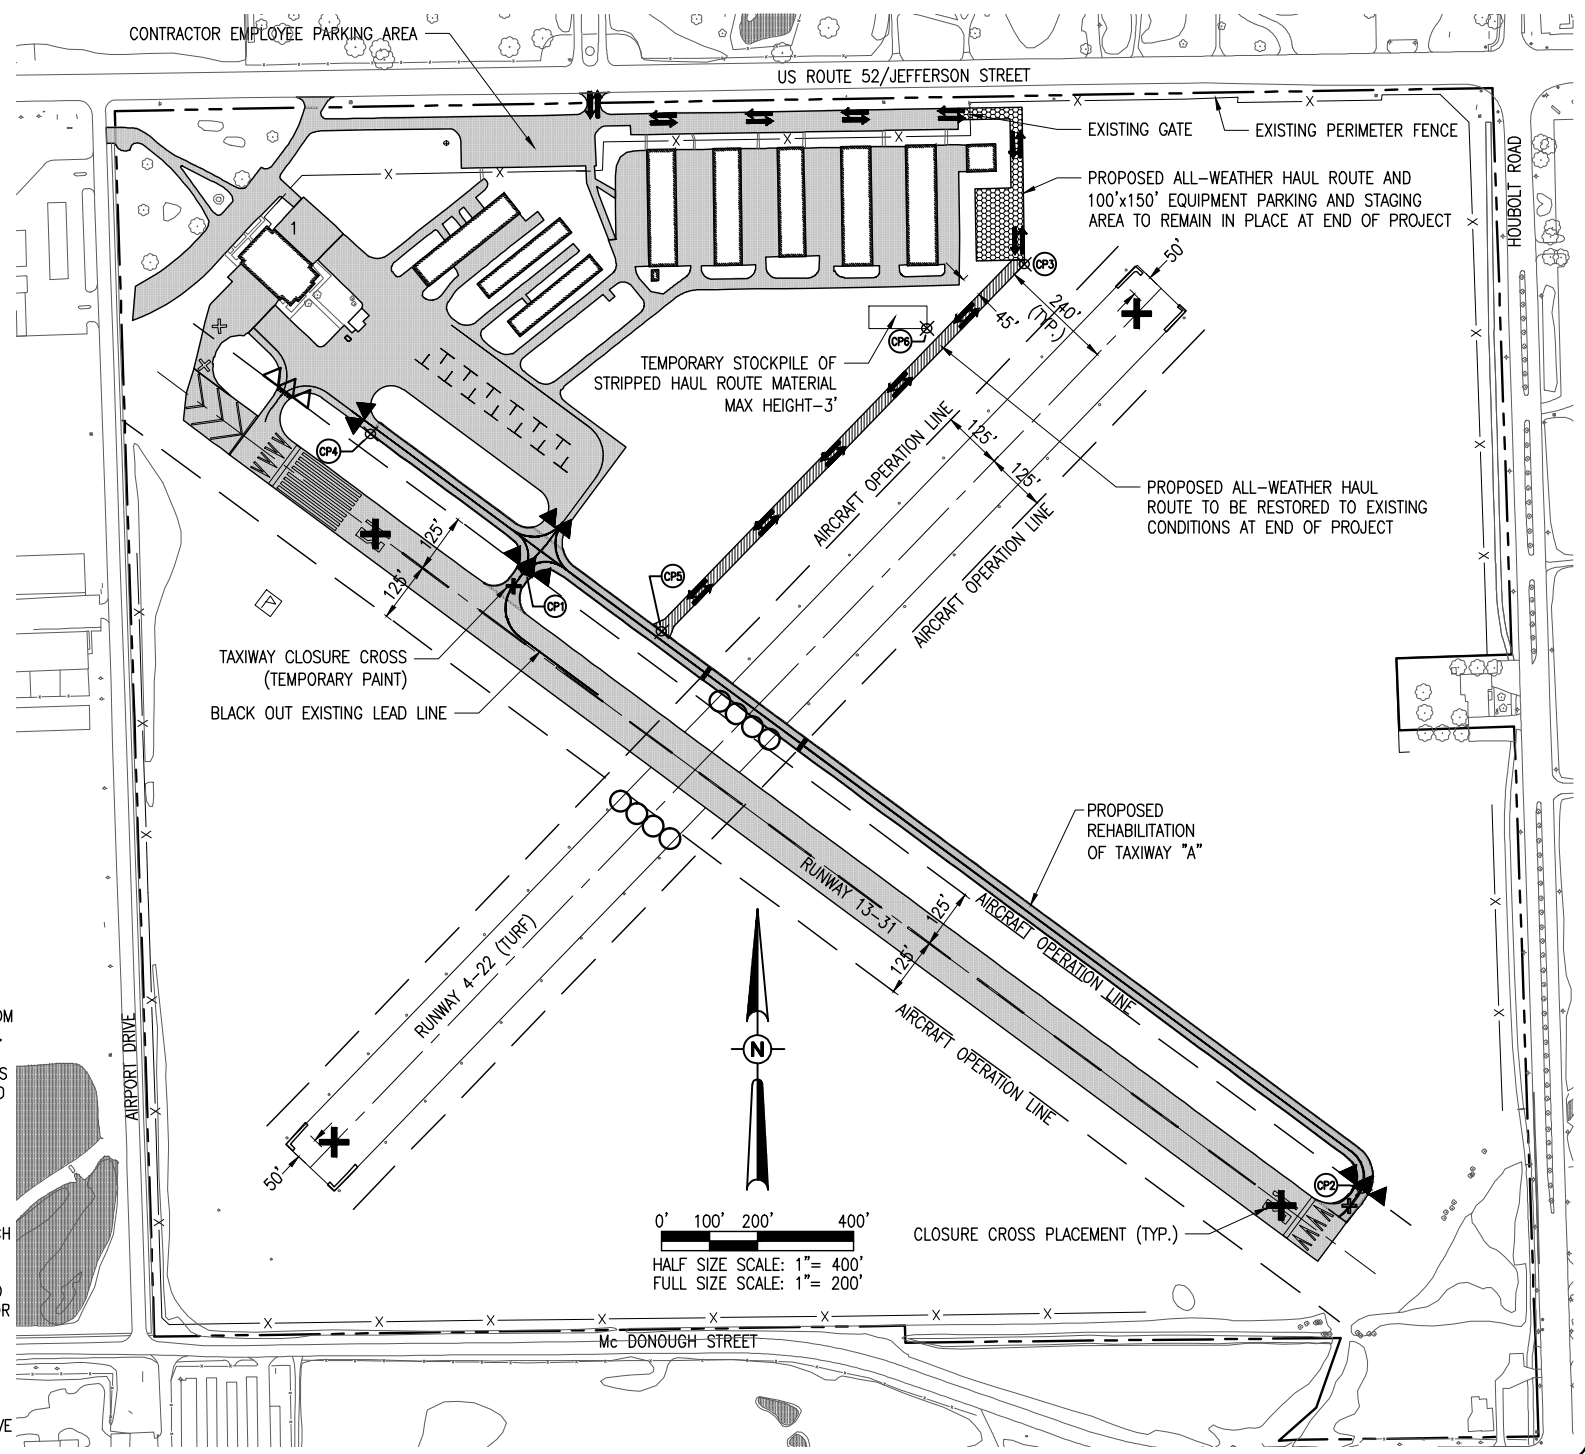 CONTRACTOR EMPLOYEE PARKING AREA
US ROUTE 52/JEFFERSON STREET
EXISTING GATE
EXISTING PERIMETER FENCE
HOUBOLT ROAD
PROPOSED ALL-WEATHER HAUL ROUTE AND
100'x150' EQUIPMENT PARKING AND STAGING
AREA TO REMAIN IN PLACE AT END OF PROJECT
1
CP3
50'
240'
(TYP.)
45'
CP6
TEMPORARY STOCKPILE OF
STRIPPED HAUL ROUTE MATERIAL
MAX HEIGHT-3'
AIRCRAFT OPERATION LINE
125'
125'
AIRCRAFT OPERATION LINE
CP4
PROPOSED ALL-WEATHER HAUL
ROUTE TO BE RESTORED TO EXISTING
CONDITIONS AT END OF PROJECT
125'
125'
CP5
CP1
A
TAXIWAY CLOSURE CROSS
(TEMPORARY PAINT)
BLACK OUT EXISTING LEAD LINE
PROPOSED
REHABILITATION
OF TAXIWAY "A"
RUNWAY 13-31
125'
125'
AIRCRAFT OPERATION LINE
AIRCRAFT OPERATION LINE
RUNWAY 4-22 (TURF)
AIRPORT DRIVE
OM
S
N
50'
CP2
CH
OR
CLOSURE CROSS PLACEMENT (TYP.)
0' 100' 200' 400'
HALF SIZE SCALE: 1"= 400'
FULL SIZE SCALE: 1"= 200'
Mc DONOUGH STREET
VE